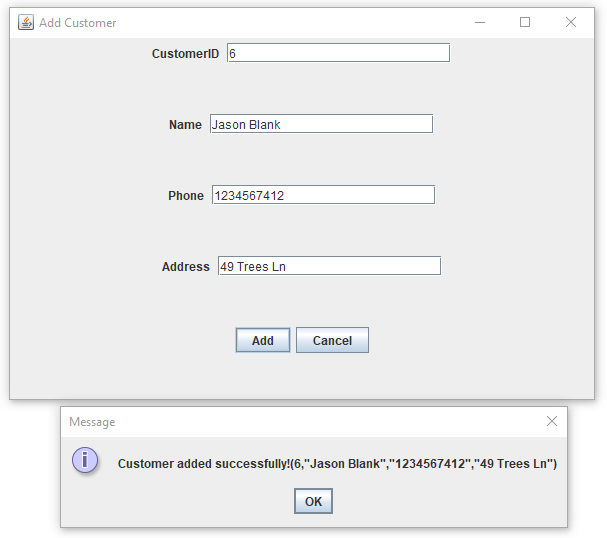 Add Customer
CustomerID 6
Name Jason Blank
Phone 1234567412
Address 49 Trees Ln
Add Cancel
Message
Customer added successfully!(6,"Jason Blank","1234567412","49 Trees Ln")
OK